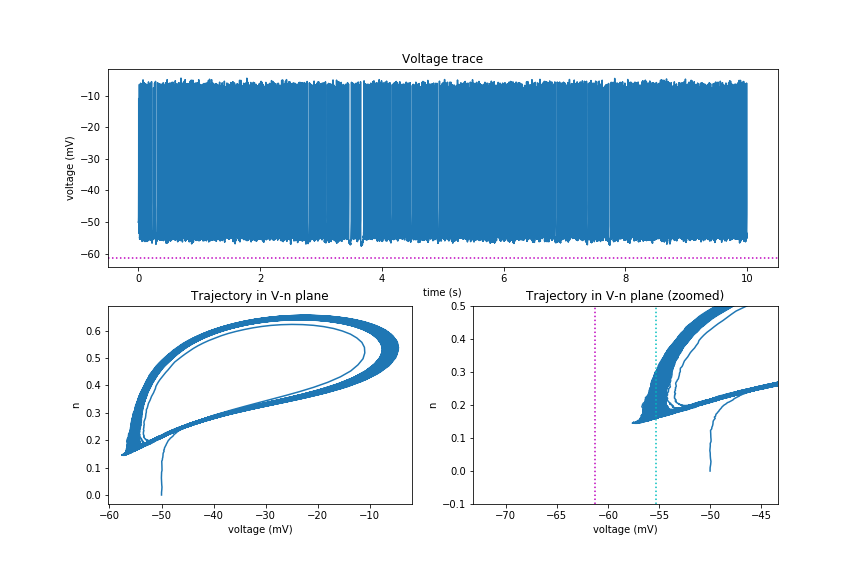 Voltage trace
voltage (mV)
−10
−20
−30
−40
−50
−60
0 2 4 6 8 10
time (s)
Trajectory in V-n plane
n
0.6
0.5
0.4
0.3
0.2
0.1
0.0
−60 −50 −40 −30 −20 −10
voltage (mV)
Trajectory in V-n plane (zoomed)
n
0.5
0.4
0.3
0.2
0.1
0.0
−0.1
−70 −65 −60 −55 −50 −45
voltage (mV)